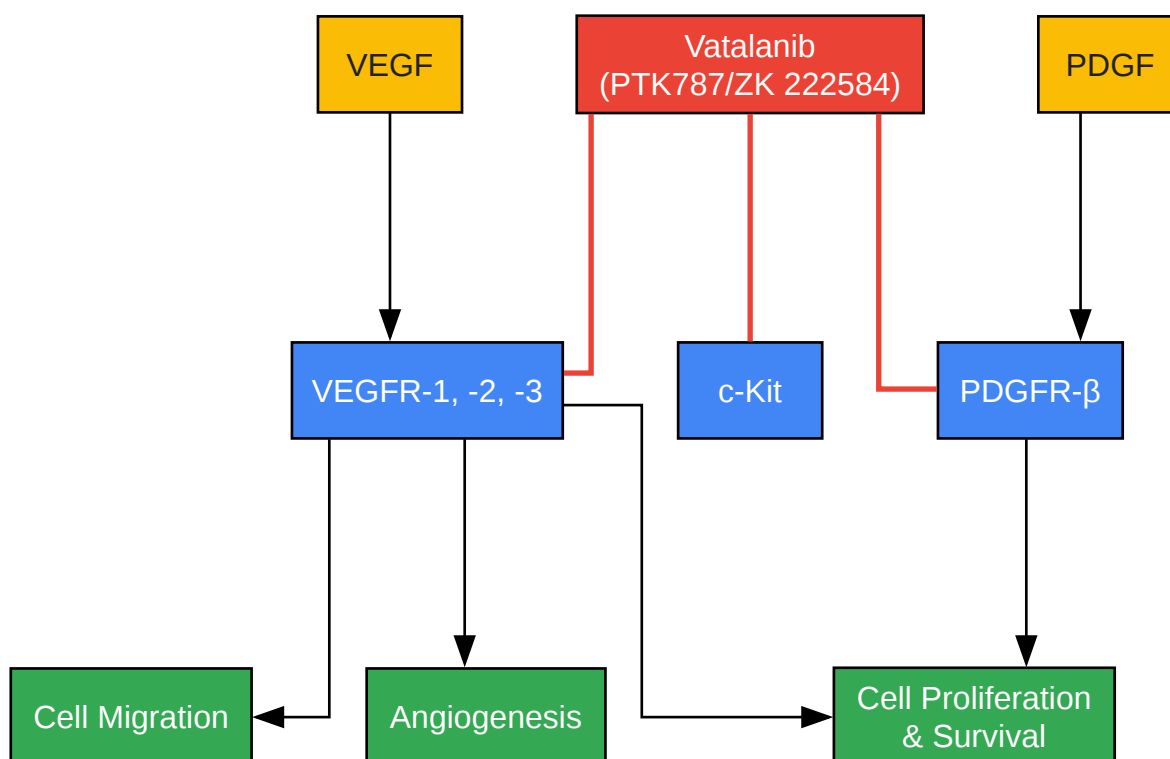 VEGF
Vatalanib
(PTK787/ZK 222584)
PDGF
VEGFR-1, -2, -3
c-Kit
PDGFR-β
Cell Migration
Angiogenesis
Cell Proliferation
& Survival